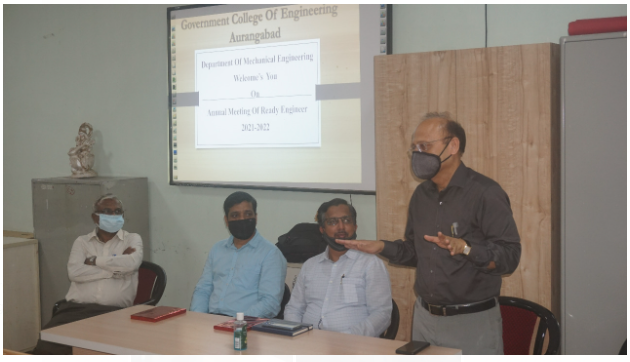 Government College Of Engineering
Aurangabad
Department Of Mechanical Engineering
Welcome's You
On
Annual Meeting Of Ready Engineer
2021-2022